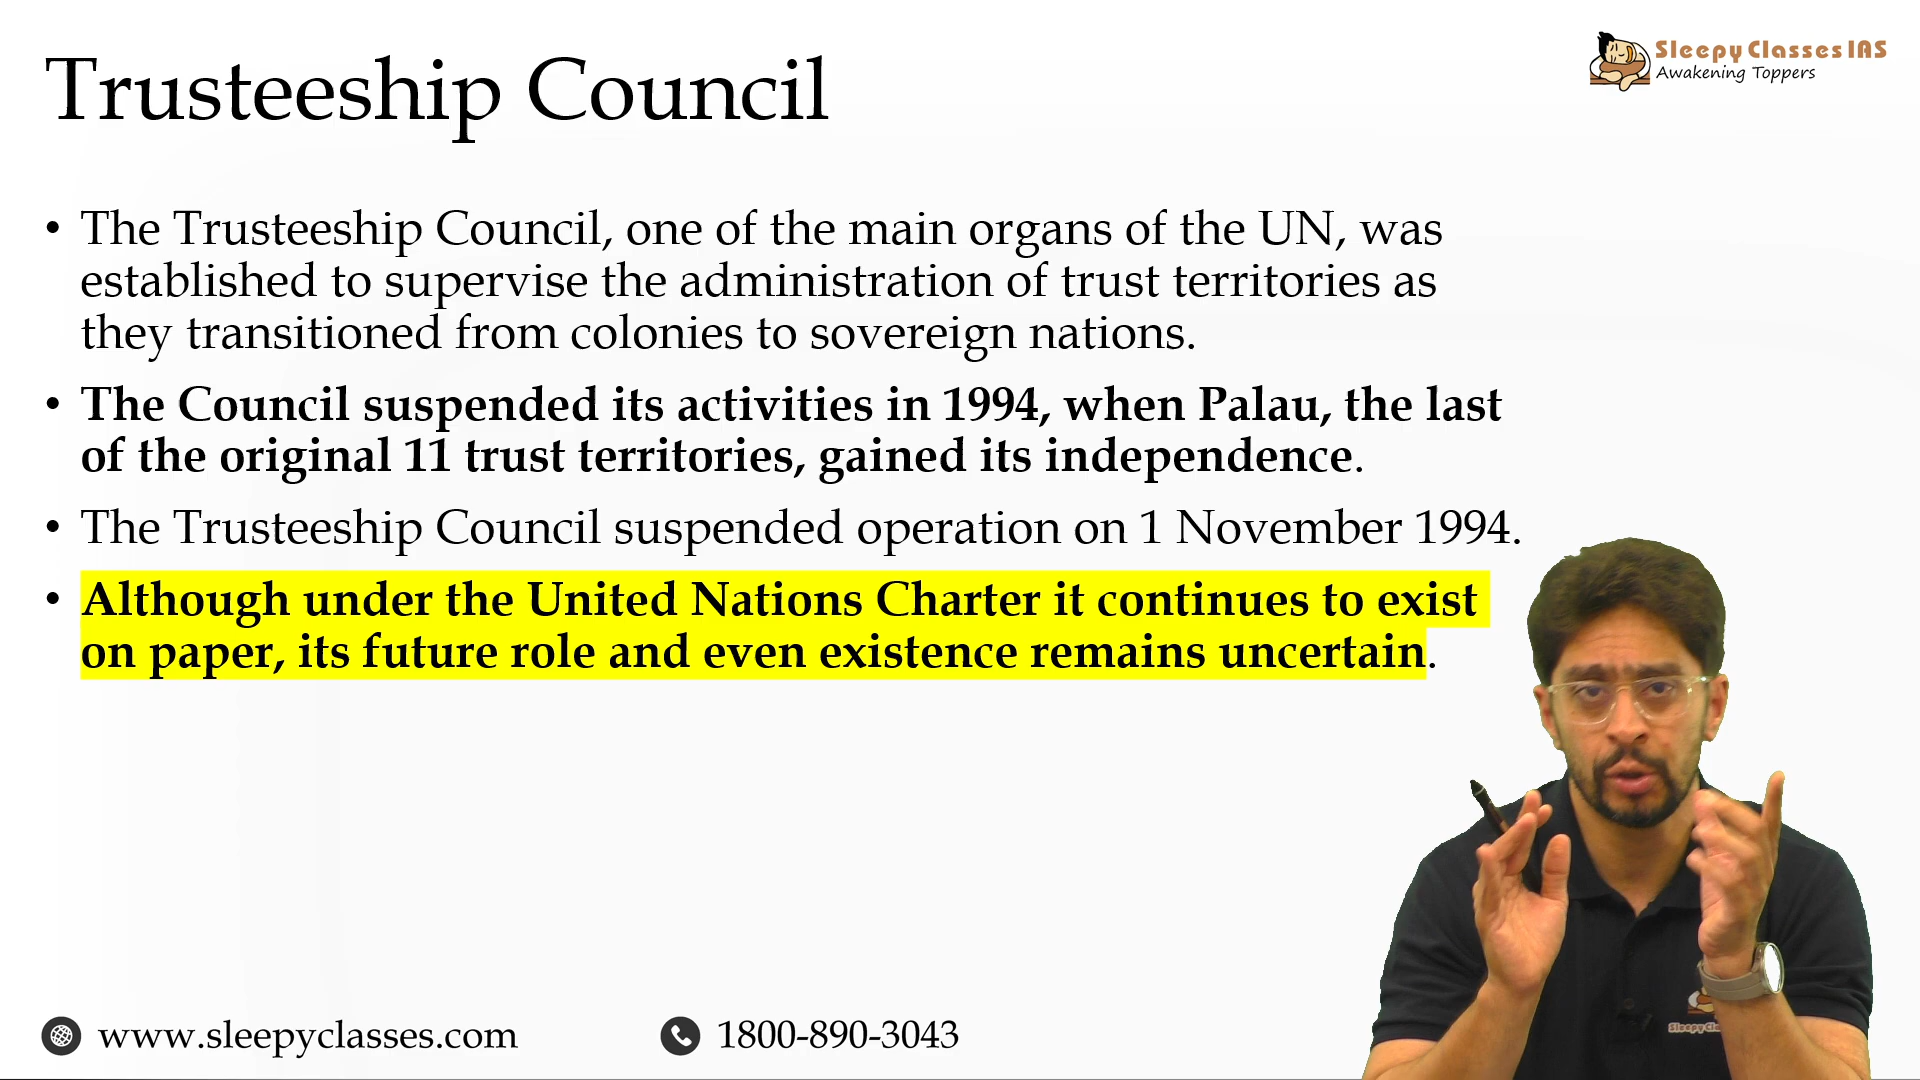 Trusteeship Council
Sleepy Classes IAS
Awakening Toppers
• The Trusteeship Council, one of the main organs of the UN, was
established to supervise the administration of trust territories as
they transitioned from colonies to sovereign nations.
• The Council suspended its activities in 1994, when Palau, the last
of the original 11 trust territories, gained its independence.
• The Trusteeship Council suspended operation on 1 November 1994.
• Although under the United Nations Charter it continues to exist
on paper, its future role and even existence remains uncertain.
www.sleepyclasses.com
1800-890-3043